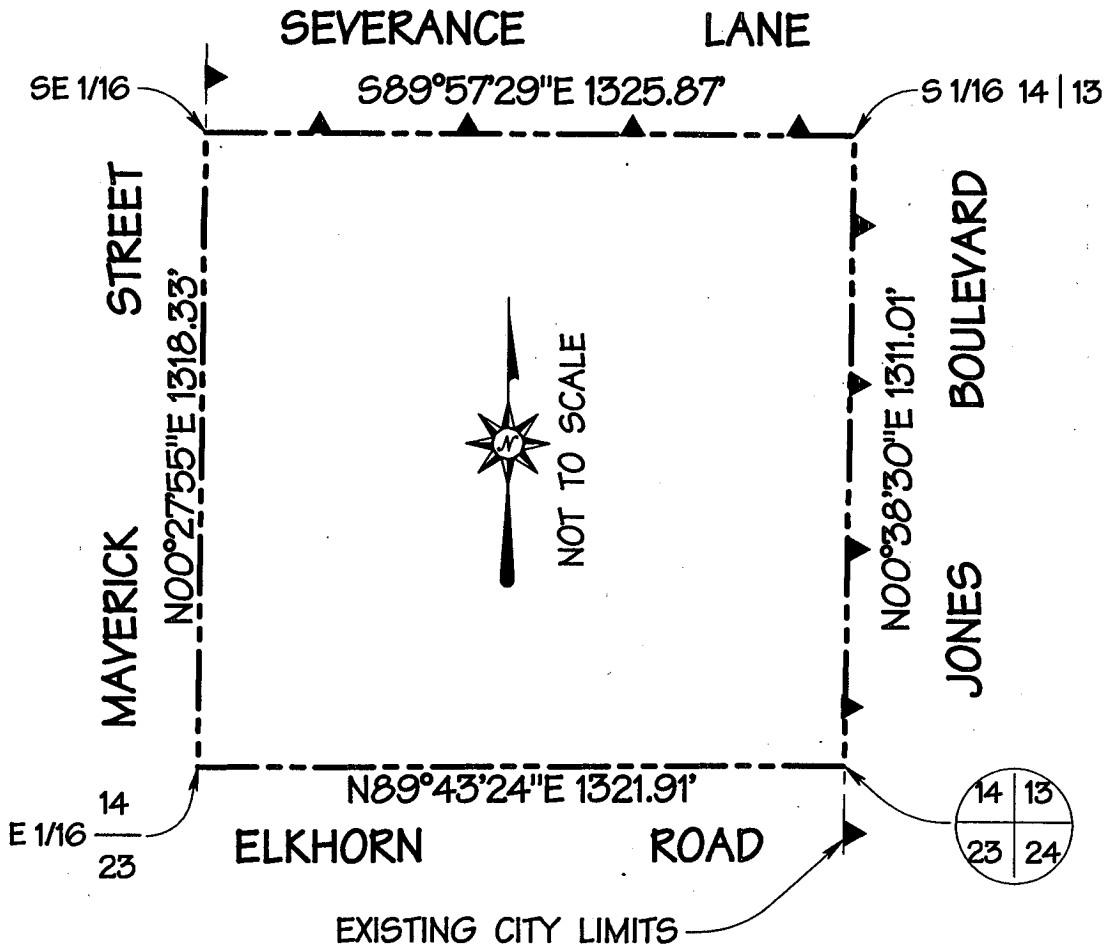 SEVERANCE LANE
SE 1/16
S89°57'29"E 1325.87'
S 1/16 14 | 13
MAVERICK STREET
N00°27'55"E 1318.33'
N
NOT TO SCALE
N00°38'30"E 1311.01'
JONES BOULEVARD
N89°43'24"E 1321.91'
E 1/16
14
23
ELKHORN ROAD
14 13
23 24
EXISTING CITY LIMITS